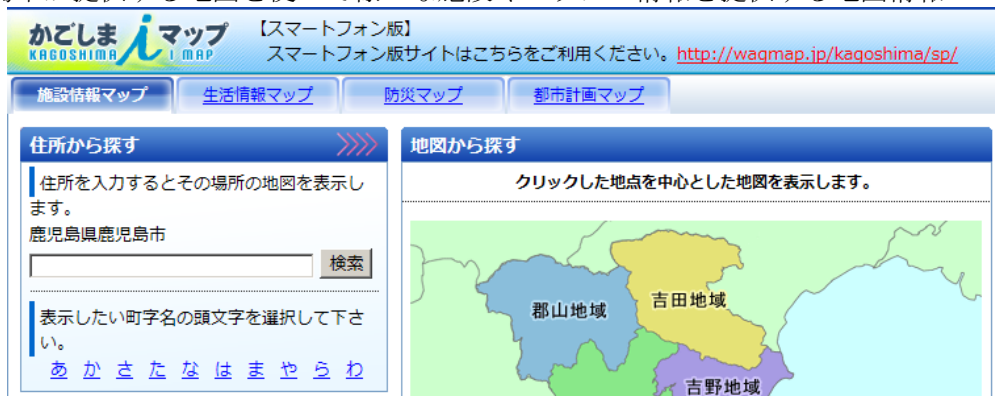 かごしまiマップ
KAGOSHIMA I MAP
【スマートフォン版】
スマートフォン版サイトはこちらをご利用ください。http://wagmap.jp/kagoshima/sp/
施設情報マップ
生活情報マップ
防災マップ
都市計画マップ
住所から探す
住所を入力するとその場所の地図を表示し
ます。
鹿児島県鹿児島市
検索
表示したい町字名の頭文字を選択して下さ
い。
あ か さ た な は ま や ら わ
地図から探す
クリックした地点を中心とした地図を表示します。
郡山地域
吉田地域
吉野地域